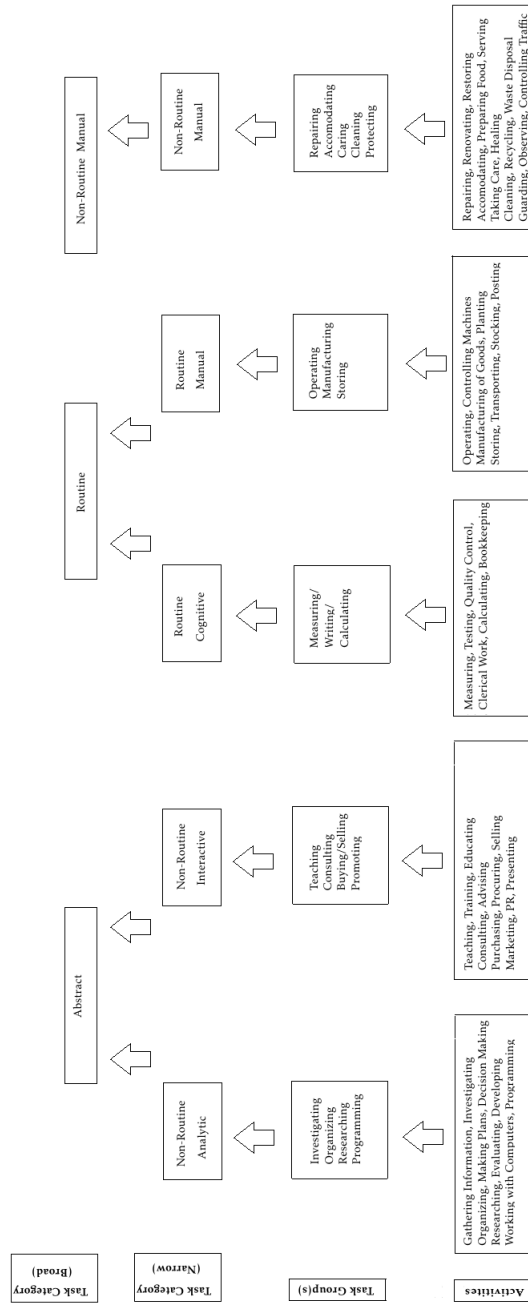 Task Category
(Broad)
Abstract
Routine
Non-Routine Manual
Task Category
(Narrow)
Non-Routine
Analytic
Non-Routine
Interactive
Routine
Cognitive
Routine
Manual
Non-Routine
Manual
Task Group(s)
Investigating
Organizing
Researching
Programming
Teaching
Consulting
Buying/Selling
Promoting
Measuring/
Writing/
Calculating
Operating
Manufacturing
Storing
Repairing
Accomodating
Caring
Cleaning
Protecting
Activitites
Gathering Information, Investigating
Organizing, Making Plans, Decision Making
Researching, Evaluating, Developing
Working with Computers, Programming
Teaching, Training, Educating
Consulting, Advising
Purchasing, Procuring, Selling
Marketing, PR, Presenting
Measuring, Testing, Quality Control,
Clerical Work, Calculating, Bookkeeping
Operating, Controlling Machines
Manufacturing of Goods, Planting
Storing, Transporting, Stocking, Posting
Repairing, Renovating, Restoring
Accomodating, Preparing Food, Serving
Taking Care, Healing
Cleaning, Recycling, Waste Disposal
Guarding, Observing, Controlling Traffic